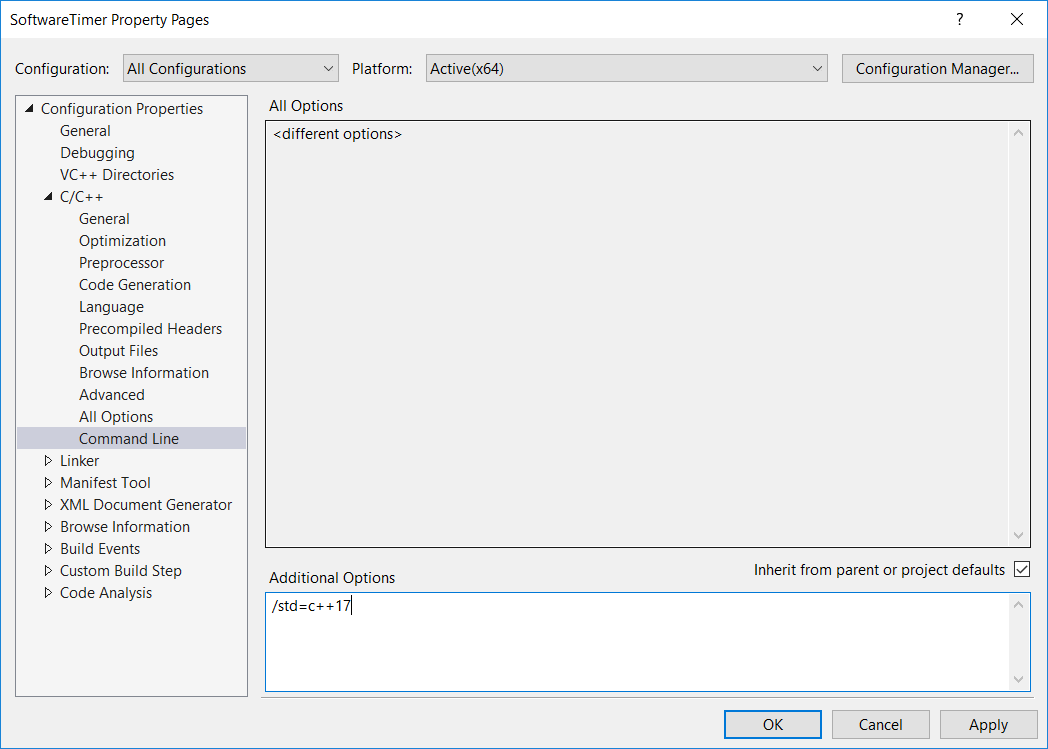 SoftwareTimer Property Pages
?
Configuration: All Configurations Platform: Active(x64) Configuration Manager...
Configuration Properties
General
Debugging
VC++ Directories
C/C++
General
Optimization
Preprocessor
Code Generation
Language
Precompiled Headers
Output Files
Browse Information
Advanced
All Options
Command Line
Linker
Manifest Tool
XML Document Generator
Browse Information
Build Events
Custom Build Step
Code Analysis
All Options
<different options>
Additional Options
Inherit from parent or project defaults
/std=c++17
OK Cancel Apply